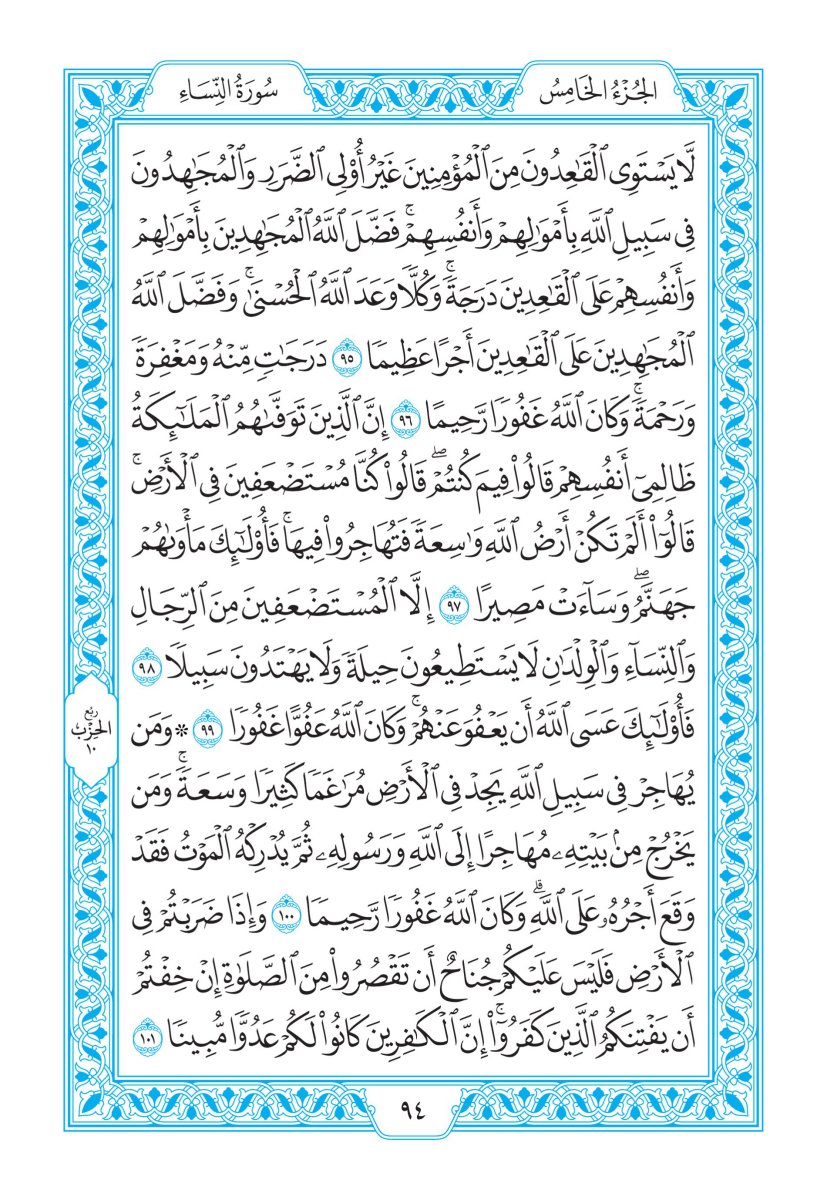 سُورَةُ النِّسَاءِ
الجُزْءُ الخَامِسُ
لَّا يَسْتَوِى ٱلْقَٰعِدُونَ مِنَ ٱلْمُؤْمِنِينَ غَيْرُ أُو۟لِى ٱلضَّرَرِ وَٱلْمُجَٰهِدُونَ
فِى سَبِيلِ ٱللَّهِ بِأَمْوَٰلِهِمْ وَأَنفُسِهِمْۚ فَضَّلَ ٱللَّهُ ٱلْمُجَٰهِدِينَ بِأَمْوَٰلِهِمْ
وَأَنفُسِهِمْ عَلَى ٱلْقَٰعِدِينَ دَرَجَةًۚ وَكُلًّا وَعَدَ ٱللَّهُ ٱلْحُسْنَىٰۚ وَفَضَّلَ ٱللَّهُ
ٱلْمُجَٰهِدِينَ عَلَى ٱلْقَٰعِدِينَ أَجْرًا عَظِيمًا ٩٥ دَرَجَٰتٍ مِّنْهُ وَمَغْفِرَةً
وَرَحْمَةًۚ وَكَانَ ٱللَّهُ غَفُورًا رَّحِيمًا ٩٦ إِنَّ ٱلَّذِينَ تَوَفَّىٰهُمُ ٱلْمَلَٰٓئِكَةُ
ظَالِمِىٓ أَنفُسِهِمْ قَالُوا۟ فِيمَ كُنتُمْۖ قَالُوا۟ كُنَّا مُسْتَضْعَفِينَ فِى ٱلْأَرْضِۚ
قَالُوٓا۟ أَلَمْ تَكُنْ أَرْضُ ٱللَّهِ وَٰسِعَةً فَتُهَاجِرُوا۟ فِيهَاۚ فَأُو۟لَٰٓئِكَ مَأْوَىٰهُمْ
جَهَنَّمُۖ وَسَآءَتْ مَصِيرًا ٩٧ إِلَّا ٱلْمُسْتَضْعَفِينَ مِنَ ٱلرِّجَالِ
وَٱلنِّسَآءِ وَٱلْوِلْدَٰنِ لَا يَسْتَطِيعُونَ حِيلَةً وَلَا يَهْتَدُونَ سَبِيلًا ٩٨
فَأُو۟لَٰٓئِكَ عَسَى ٱللَّهُ أَن يَعْفُوَ عَنْهُمْۚ وَكَانَ ٱللَّهُ عَفُوًّا غَفُورًا ٩٩ * وَمَن
يُهَاجِرْ فِى سَبِيلِ ٱللَّهِ يَجِدْ فِى ٱلْأَرْضِ مُرَٰغَمًا كَثِيرًا وَسَعَةًۚ وَمَن
يَخْرُجْ مِنۢ بَيْتِهِۦ مُهَاجِرًا إِلَى ٱللَّهِ وَرَسُولِهِۦ ثُمَّ يُدْرِكْهُ ٱلْمَوْتُ فَقَدْ
وَقَعَ أَجْرُهُۥ عَلَى ٱللَّهِۗ وَكَانَ ٱللَّهُ غَفُورًا رَّحِيمًا ١٠٠ وَإِذَا ضَرَبْتُمْ فِى
ٱلْأَرْضِ فَلَيْسَ عَلَيْكُمْ جُنَاحٌ أَن تَقْصُرُوا۟ مِنَ ٱلصَّلَوٰةِ إِنْ خِفْتُمْ
أَن يَفْتِنَكُمُ ٱلَّذِينَ كَفَرُوٓا۟ۚ إِنَّ ٱلْكَٰفِرِينَ كَانُوا۟ لَكُمْ عَدُوًّا مُّبِينًا ١٠١
رُبْعُ
الحِزْب
١٠
٩٤